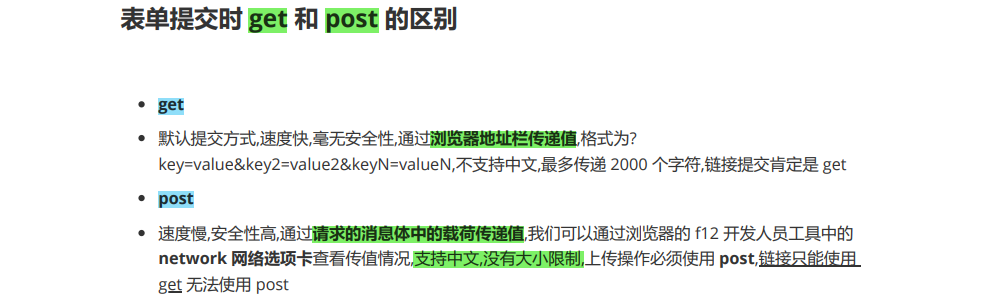 表单提交时 get 和 post 的区别
get
默认提交方式,速度快,毫无安全性,通过浏览器地址栏传递值,格式为?
key=value&key2=value2&keyN=valueN,不支持中文,最多传递 2000 个字符,链接提交肯定是 get
post
速度慢,安全性高,通过请求的消息体中的载荷传递值,我们可以通过浏览器的 f12 开发人员工具中的
network 网络选项卡查看传值情况,支持中文,没有大小限制,上传操作必须使用 post,链接只能使用
get 无法使用 post